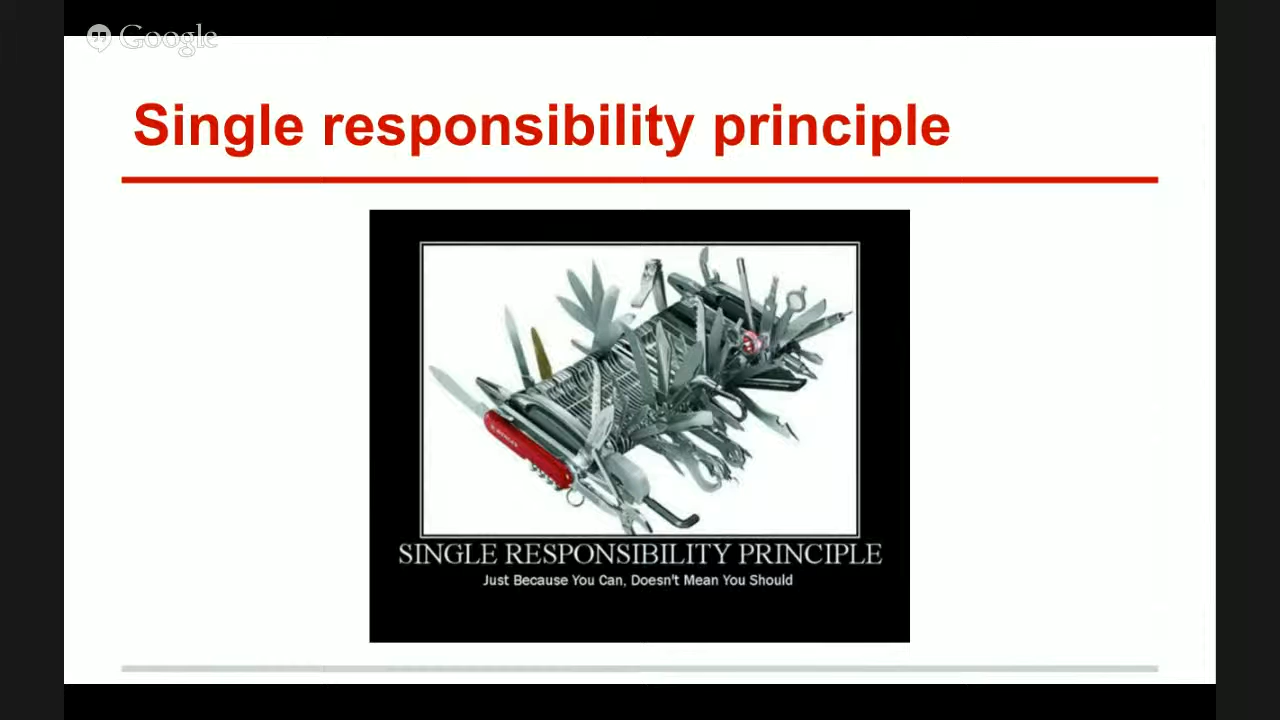 Google
Single responsibility principle
SINGLE RESPONSIBILITY PRINCIPLE
Just Because You Can, Doesn't Mean You Should